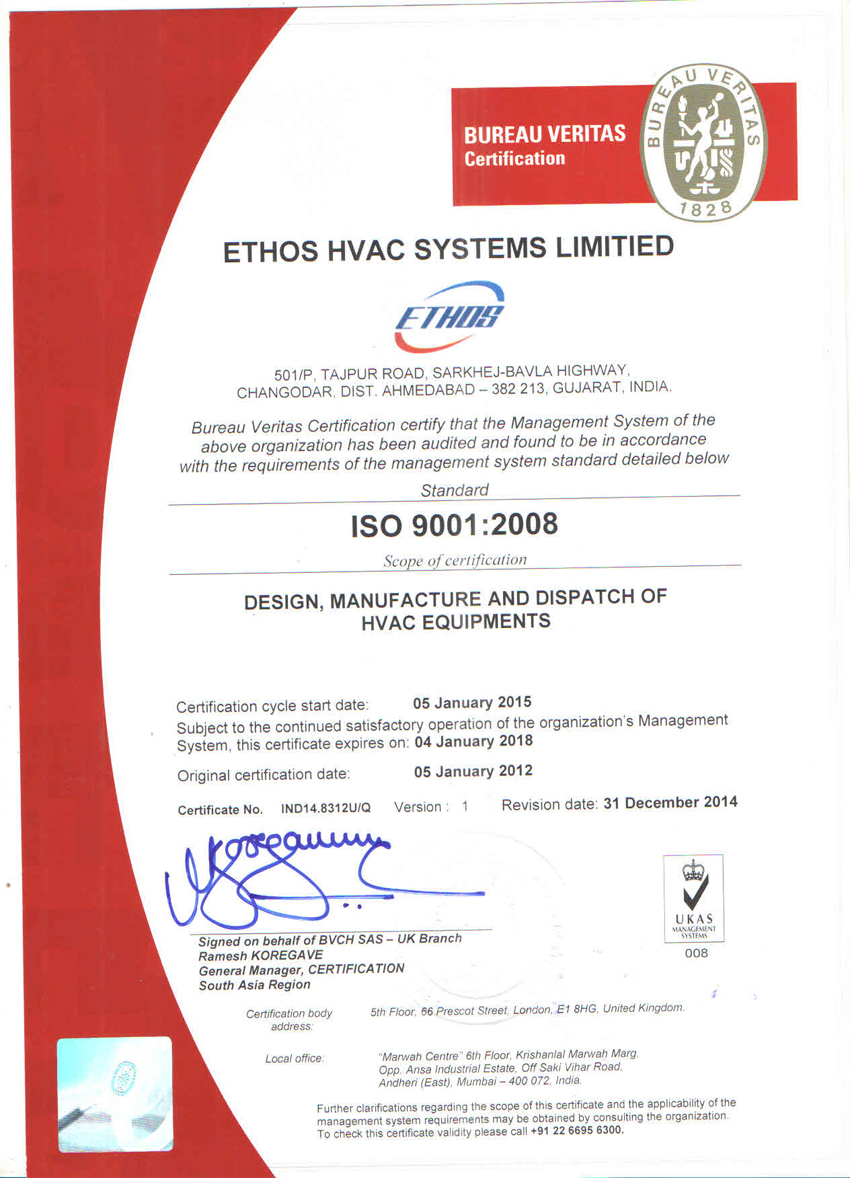 BUREAU VERITAS
Certification
BUREAU VERITAS
1828
ETHOS HVAC SYSTEMS LIMITIED
ETHOS
501/P, TAJPUR ROAD, SARKHEJ-BAVLA HIGHWAY,
CHANGODAR, DIST. AHMEDABAD – 382 213, GUJARAT, INDIA.
Bureau Veritas Certification certify that the Management System of the
above organization has been audited and found to be in accordance
with the requirements of the management system standard detailed below
Standard
ISO 9001:2008
Scope of certification
DESIGN, MANUFACTURE AND DISPATCH OF
HVAC EQUIPMENTS
Certification cycle start date: 05 January 2015
Subject to the continued satisfactory operation of the organization's Management
System, this certificate expires on: 04 January 2018
Original certification date: 05 January 2012
Certificate No. IND14.8312U/Q Version : 1 Revision date: 31 December 2014
Signed on behalf of BVCH SAS – UK Branch
Ramesh KOREGAVE
General Manager, CERTIFICATION
South Asia Region
UKAS
MANAGEMENT
SYSTEMS
008
Certification body address: 5th Floor, 66 Prescot Street, London, E1 8HG, United Kingdom.
Local office: "Marwah Centre" 6th Floor, Krishanlal Marwah Marg,
Opp. Ansa Industrial Estate, Off Saki Vihar Road,
Andheri (East), Mumbai – 400 072, India.
Further clarifications regarding the scope of this certificate and the applicability of the
management system requirements may be obtained by consulting the organization.
To check this certificate validity please call +91 22 6695 6300.